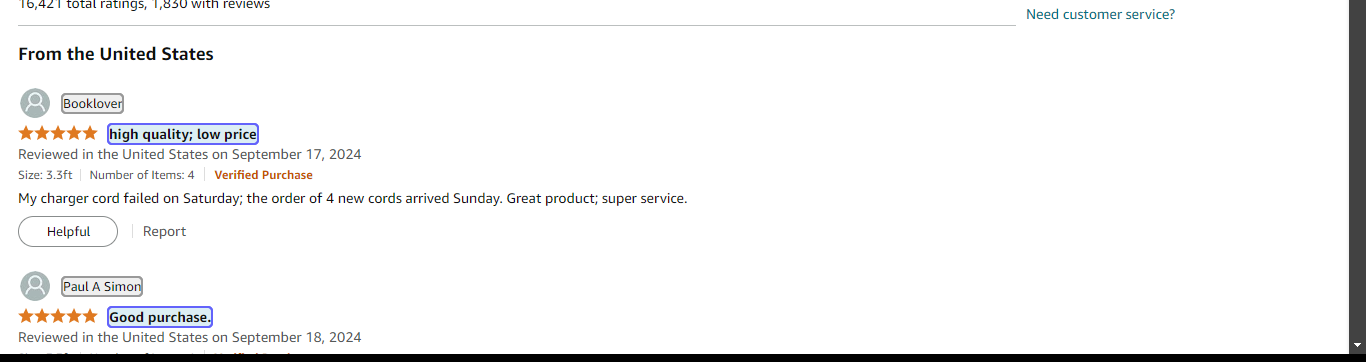 16,421 total ratings, 1,830 with reviews
Need customer service?
From the United States
Booklover
high quality; low price
Reviewed in the United States on September 17, 2024
Size: 3.3ft | Number of Items: 4 | Verified Purchase
My charger cord failed on Saturday; the order of 4 new cords arrived Sunday. Great product; super service.
Helpful | Report
Paul A Simon
Good purchase.
Reviewed in the United States on September 18, 2024